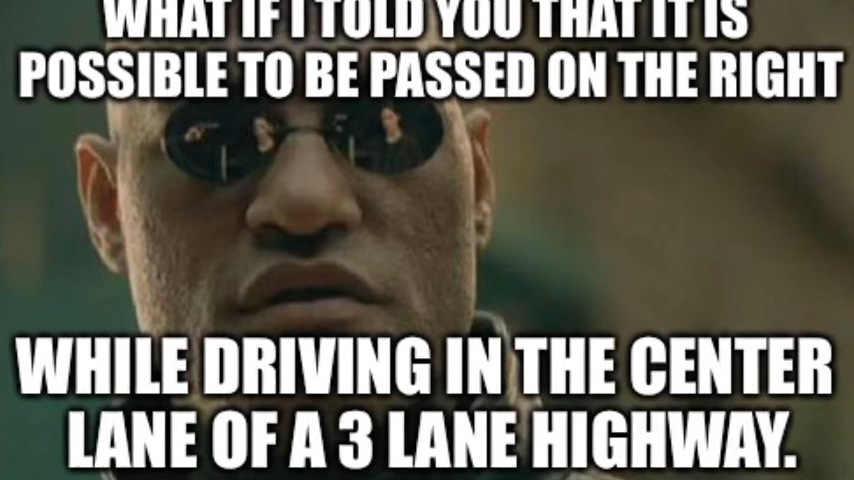 WHAT IF I TOLD YOU THAT IT IS
POSSIBLE TO BE PASSED ON THE RIGHT
WHILE DRIVING IN THE CENTER
LANE OF A 3 LANE HIGHWAY.